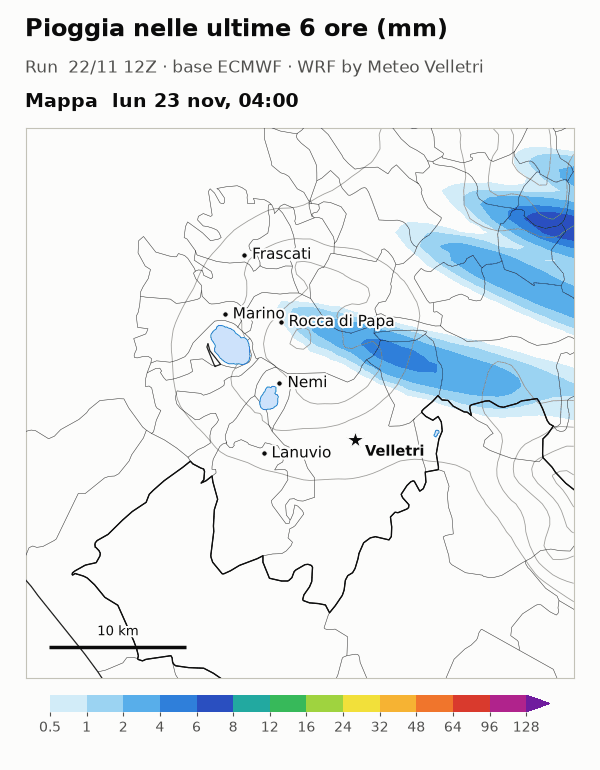 Pioggia nelle ultime 6 ore (mm)
Run  22/11 12Z · base ECMWF · WRF by Meteo Velletri
Mappa  lun 23 nov, 04:00
Frascati
Marino
Rocca di Papa
Nemi
Velletri
Lanuvio
10 km
0.5 1 2 4 6 8 12 16 24 32 48 64 96 128